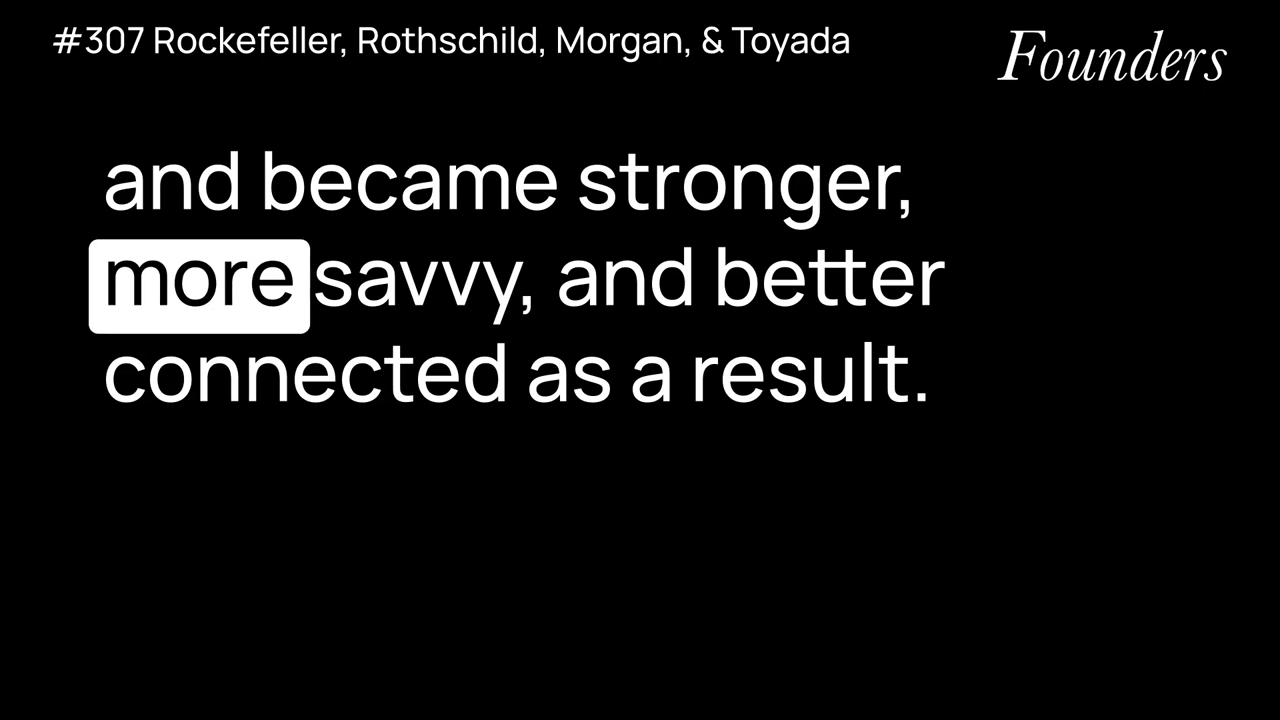 #307 Rockefeller, Rothschild, Morgan, & Toyada
Founders
and became stronger,
more savvy, and better
connected as a result.